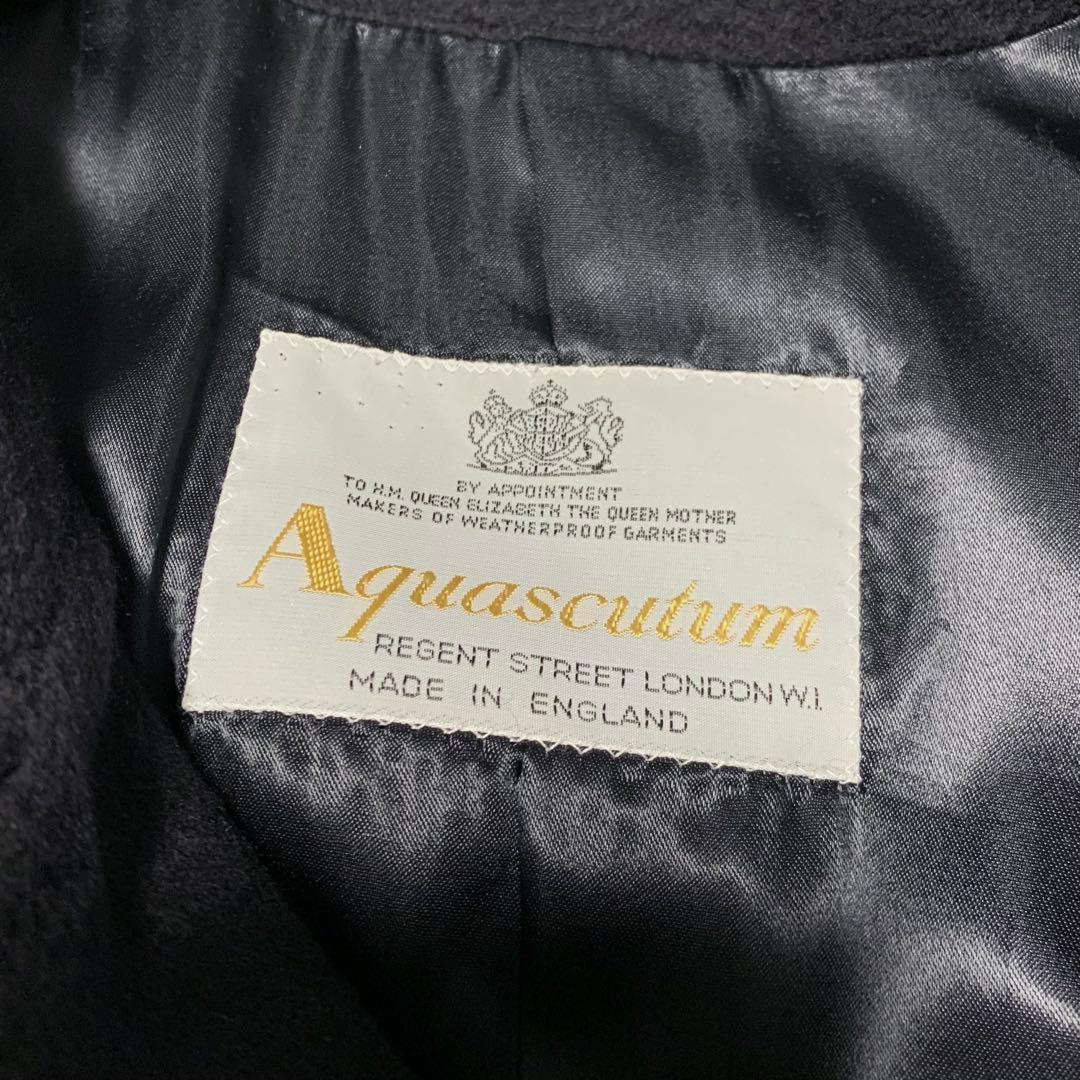 BY APPOINTMENT
TO H.M. QUEEN ELIZABETH THE QUEEN MOTHER
MAKERS OF WEATHERPROOF GARMENTS
Aquascutum
REGENT STREET LONDON W.I.
MADE IN ENGLAND